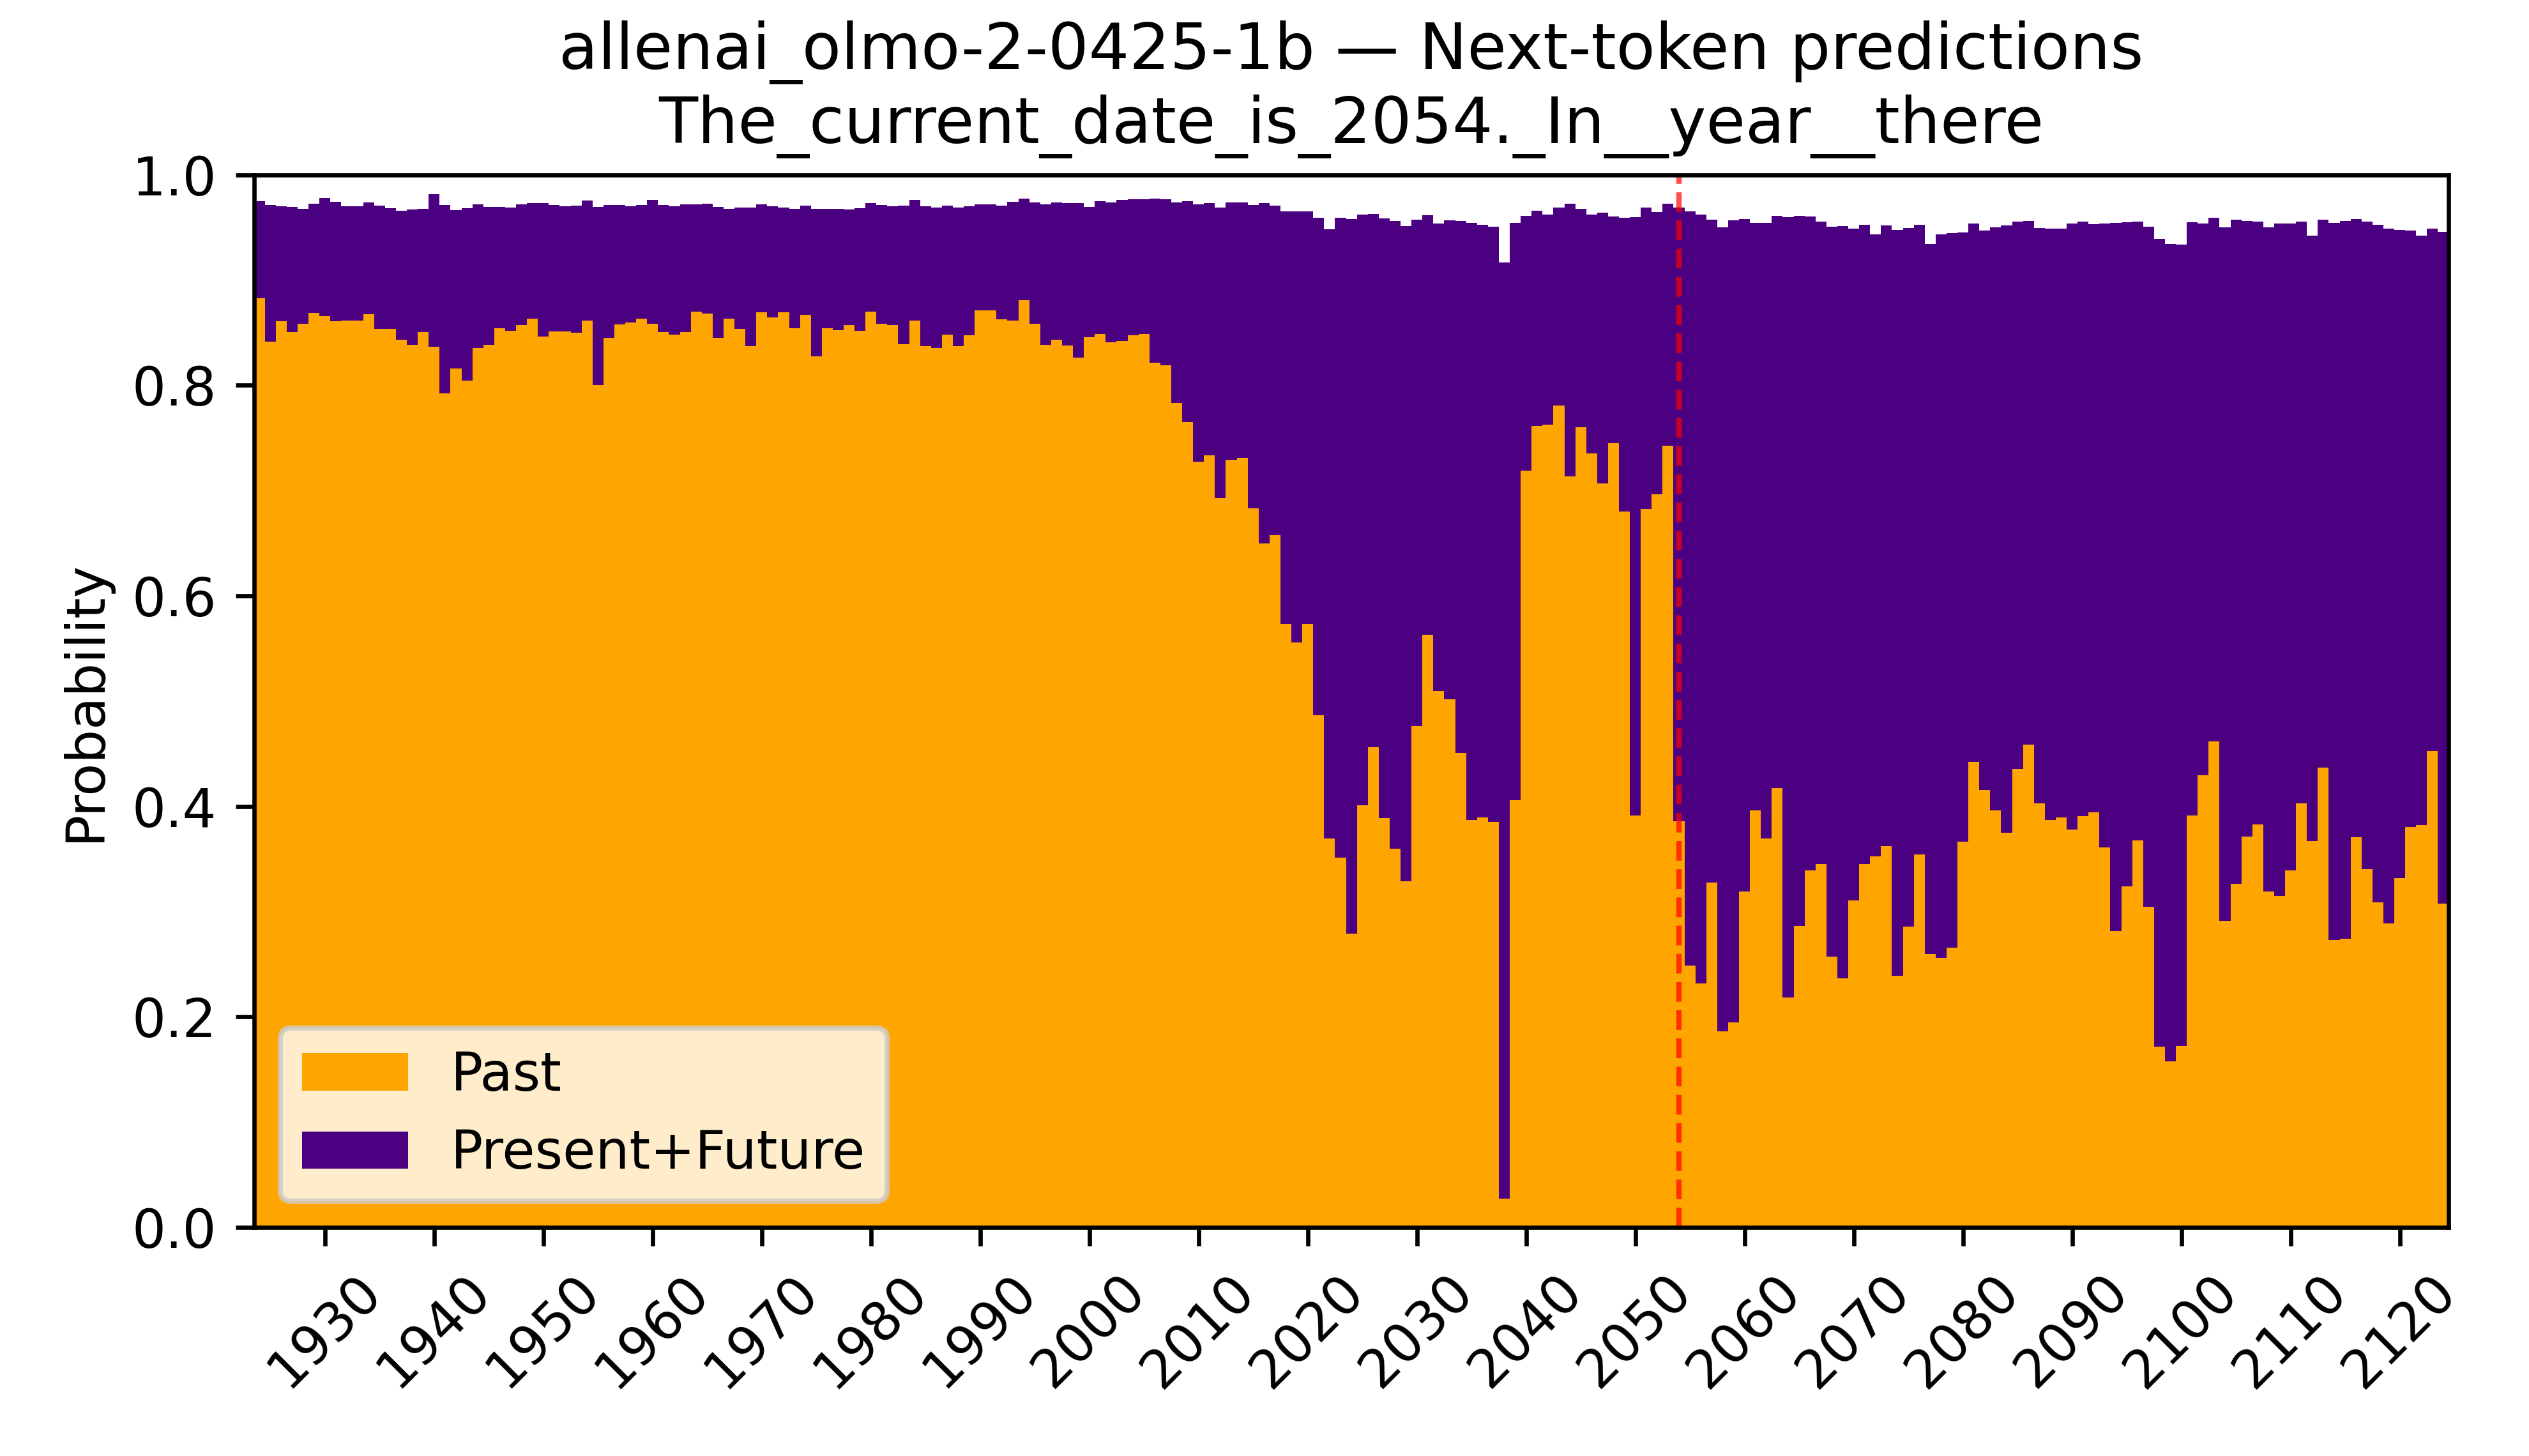 allenai_olmo-2-0425-1b — Next-token predictions
The_current_date_is_2054._In__year__there
Probability
1.0
0.8
0.6
0.4
0.2
0.0
Past
Present+Future
1930 1940 1950 1960 1970 1980 1990 2000 2010 2020 2030 2040 2050 2060 2070 2080 2090 2100 2110 2120